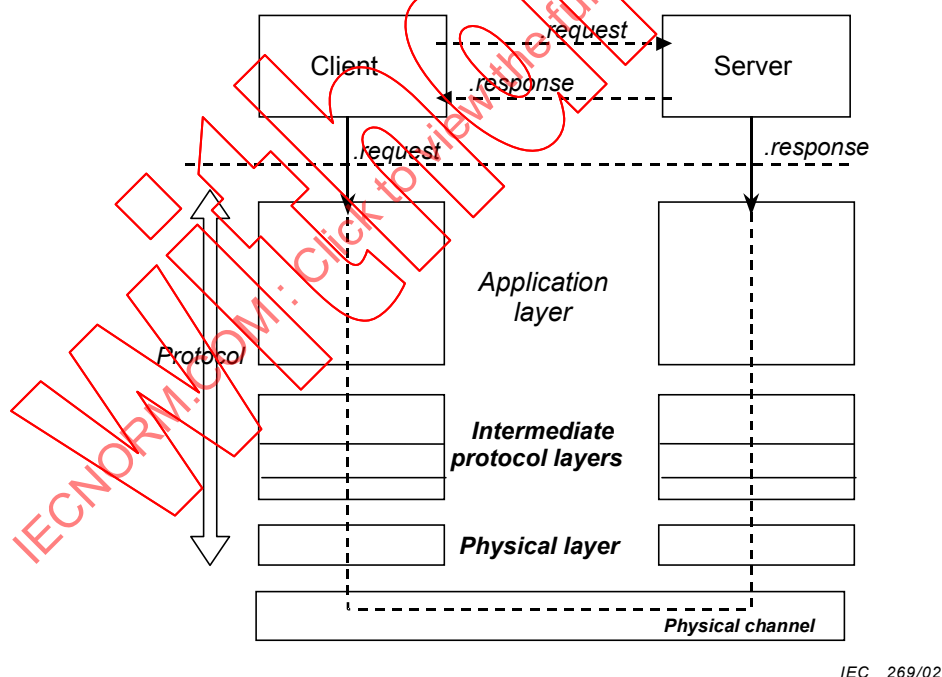 .request
Client
Server
.response
.request
.response
Application
layer
Protocol
Intermediate
protocol layers
Physical layer
Physical channel
IECNORM.COM : Click to view the
IEC 269/02